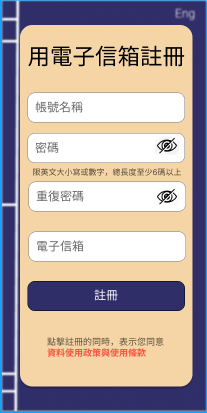 Eng
用電子信箱註冊
帳號名稱
密碼
限英文大小寫或數字，總長度至少6碼以上
重復密碼
電子信箱
註冊
點擊註冊的同時，表示您同意
資料使用政策與使用條款